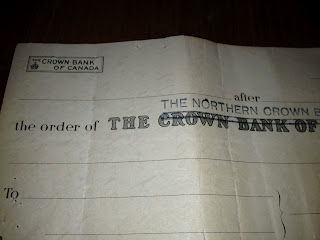 THE CROWN BANK
OF CANADA
after
THE NORTHERN CROWN B
the order of THE CROWN BANK OF
To